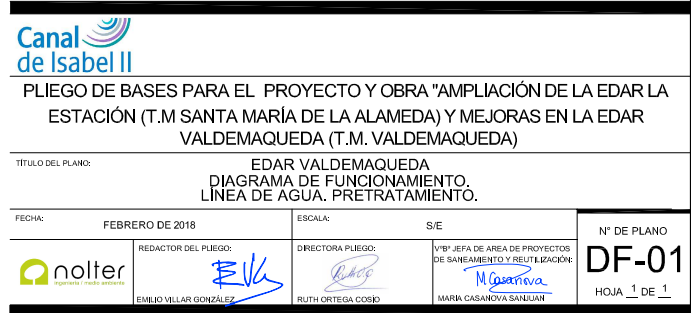 Canal
de Isabel II
PLIEGO DE BASES PARA EL PROYECTO Y OBRA "AMPLIACIÓN DE LA EDAR LA
ESTACIÓN (T.M SANTA MARÍA DE LA ALAMEDA) Y MEJORAS EN LA EDAR
VALDEMAQUEDA (T.M. VALDEMAQUEDA)
TÍTULO DEL PLANO:
EDAR VALDEMAQUEDA
DIAGRAMA DE FUNCIONAMIENTO.
LÍNEA DE AGUA. PRETRATAMIENTO.
FECHA:
FEBRERO DE 2018
ESCALA:
S/E
Nº DE PLANO
DF-01
HOJA 1 DE 1
nolter
ingeniería / medio ambiente
REDACTOR DEL PLIEGO:
EMILIO VILLAR GONZÁLEZ
DIRECTORA PLIEGO:
RUTH ORTEGA COSÍO
VºBº JEFA DE AREA DE PROYECTOS
DE SANEAMIENTO Y REUTILIZACIÓN:
M Casanova
MARÍA CASANOVA SANJUAN